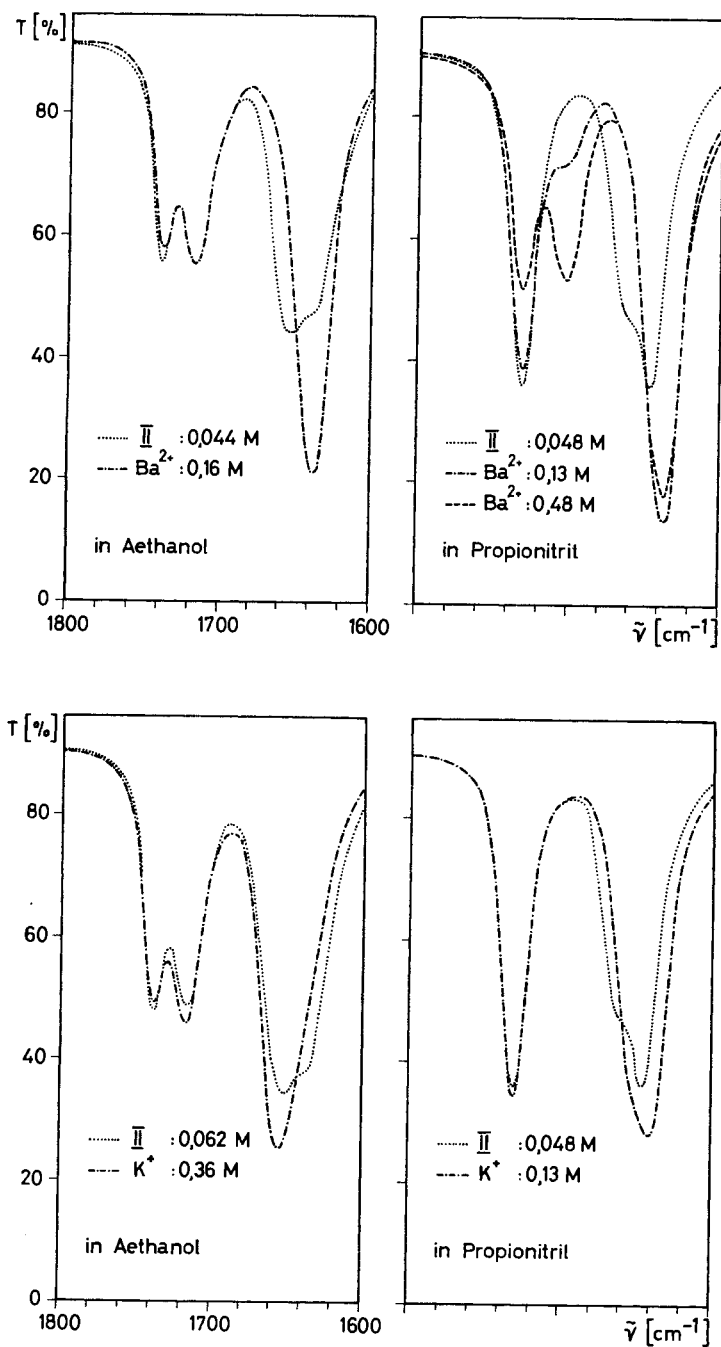 T [%]
80
60
40
20
0
II : 0,044 M
Ba²⁺ : 0,16 M
in Aethanol
1800
1700
1600
II : 0,048 M
Ba²⁺ : 0,13 M
Ba²⁺ : 0,48 M
in Propionitril
ν̃ [cm⁻¹]
T [%]
80
60
40
20
0
II : 0,062 M
K⁺ : 0,36 M
in Aethanol
1800
1700
1600
II : 0,048 M
K⁺ : 0,13 M
in Propionitril
ν̃ [cm⁻¹]